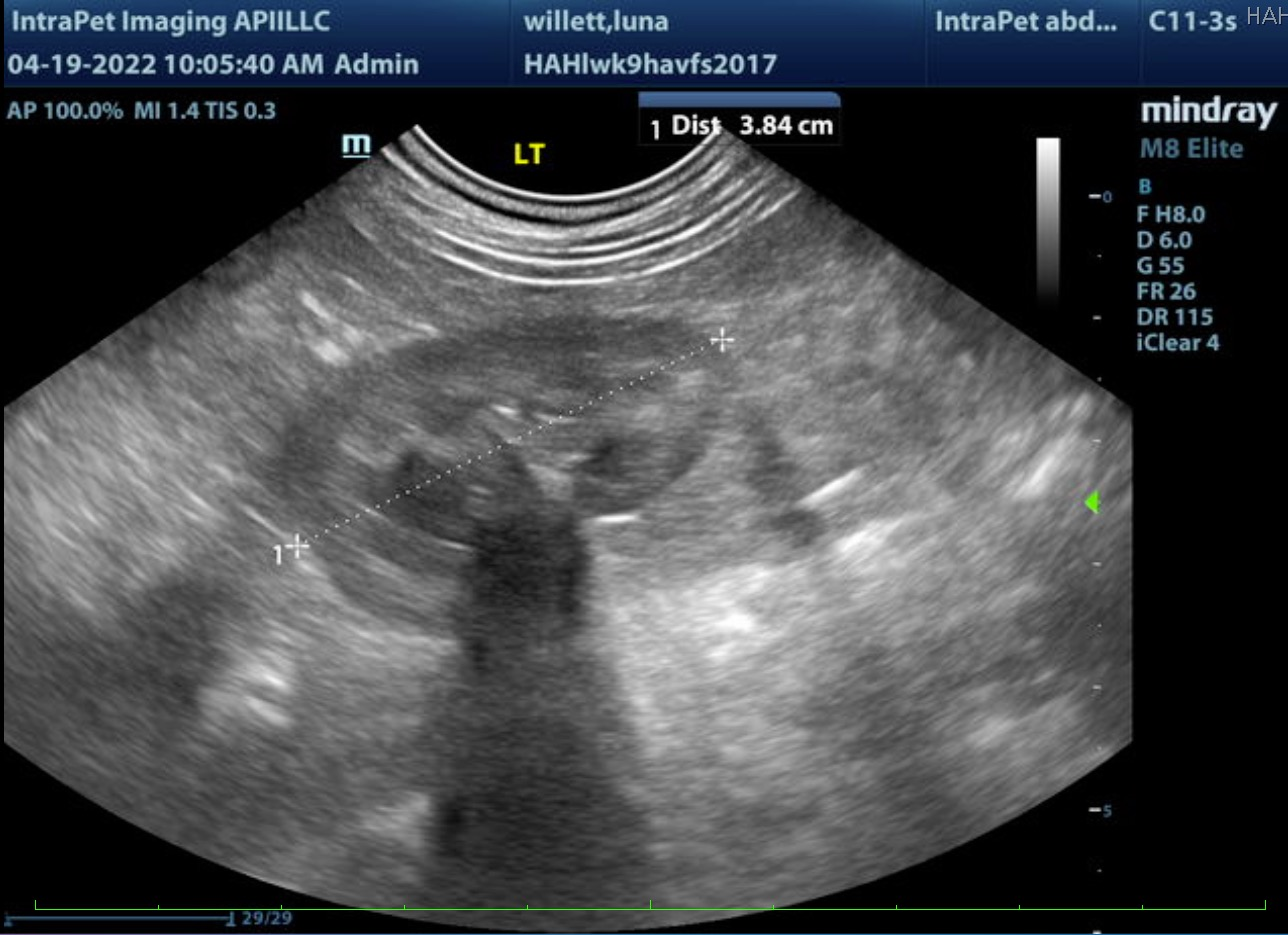 IntraPet Imaging APIILLC willett,luna IntraPet abd... C11-3s HAH
04-19-2022 10:05:40 AM Admin HAHlwk9havfs2017
AP 100.0% MI 1.4 TIS 0.3
m
LT
1 Dist 3.84 cm
mindray
M8 Elite
B
F H8.0
D 6.0
G 55
FR 26
DR 115
iClear 4
0
1
5
29/29